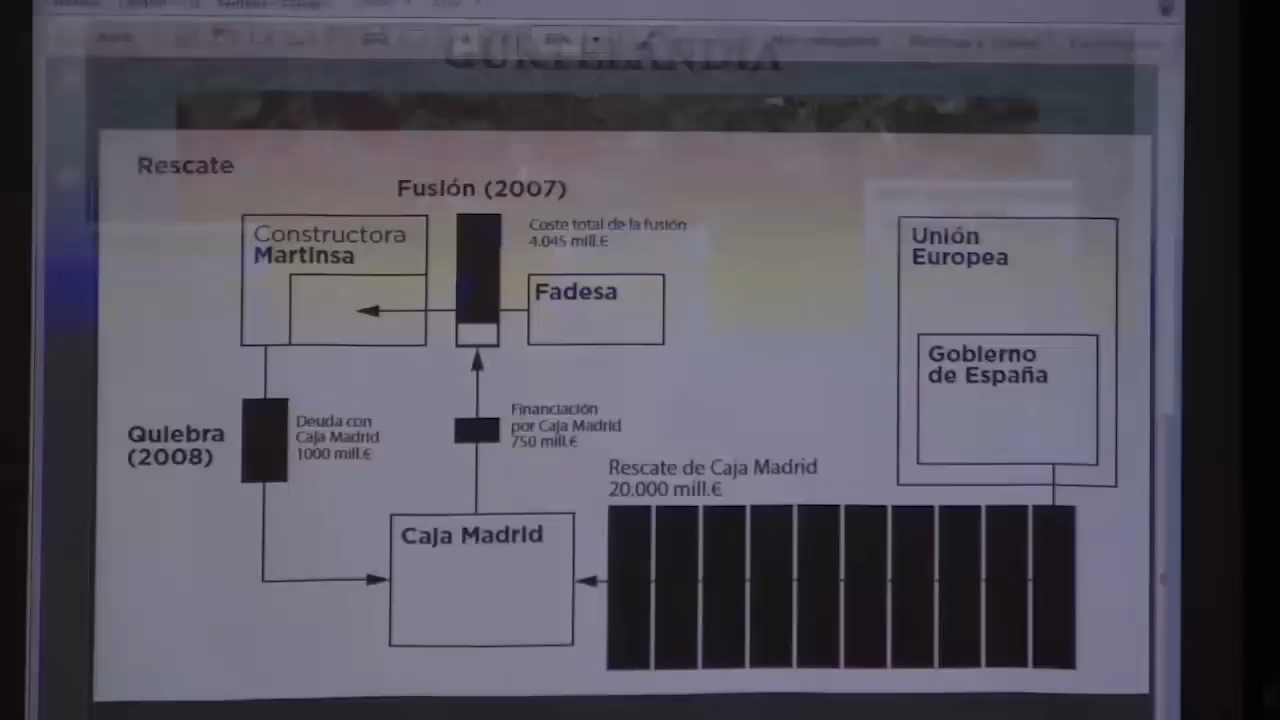 Rescate
Fusión (2007)
Constructora
Martinsa
Coste total de la fusión
4.045 mill.€
Fadesa
Unión
Europea
Gobierno
de España
Quiebra
(2008)
Deuda con
Caja Madrid
1000 mill.€
Financiación
por Caja Madrid
750 mill.€
Rescate de Caja Madrid
20.000 mill.€
Caja Madrid